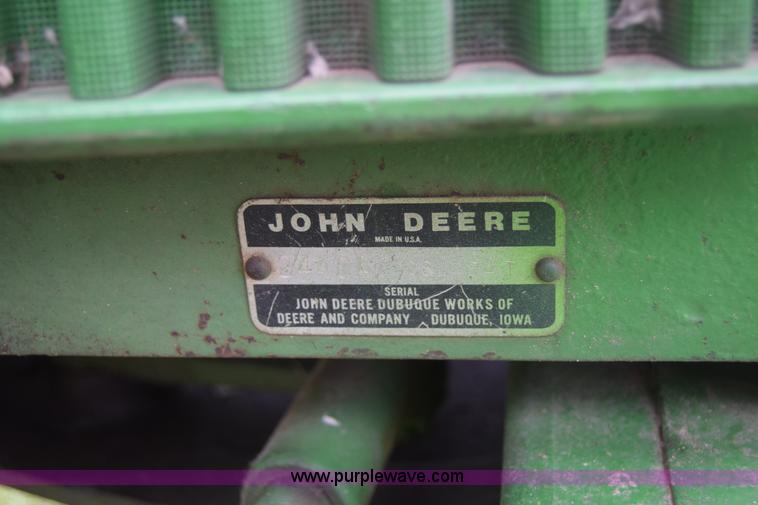 JOHN DEERE
MADE IN U.S.A.
SERIAL
JOHN DEERE DUBUQUE WORKS OF
DEERE AND COMPANY DUBUQUE, IOWA
www.purplewave.com